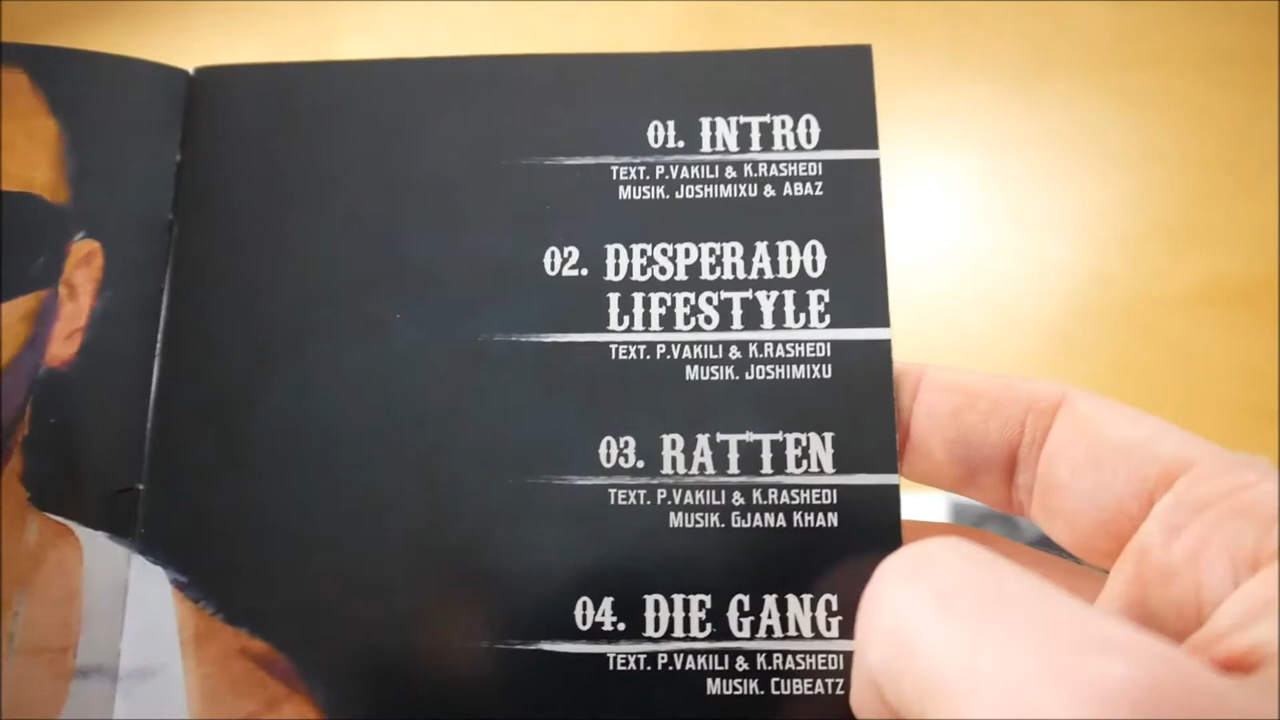 01. INTRO
TEXT. P.VAKILI & K.RASHEDI
MUSIK. JOSHIMIXU & ABAZ
02. DESPERADO
LIFESTYLE
TEXT. P.VAKILI & K.RASHEDI
MUSIK. JOSHIMIXU
03. RATTEN
TEXT. P.VAKILI & K.RASHEDI
MUSIK. GJANA KHAN
04. DIE GANG
TEXT. P.VAKILI & K.RASHEDI
MUSIK. CUBEATZ